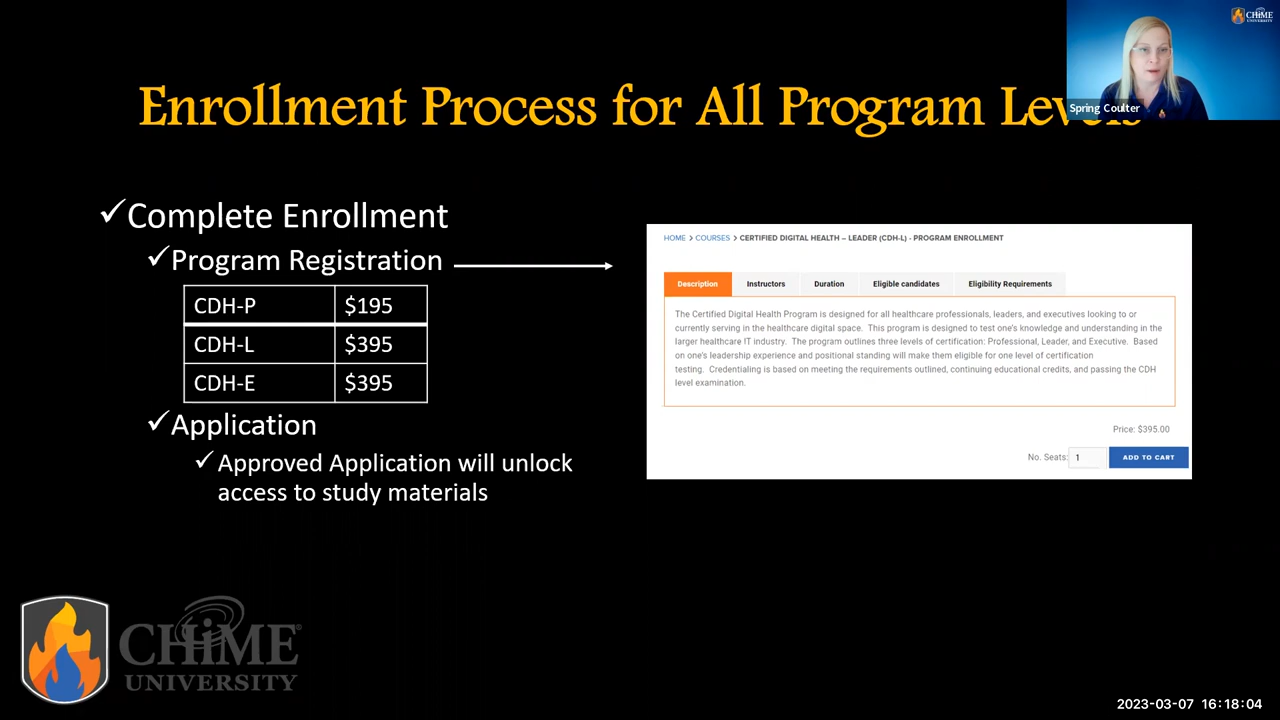 CHiME
UNIVERSITY
Spring Coulter
Enrollment Process for All Program Levels
✓Complete Enrollment
✓Program Registration
CDH-P $195
CDH-L $395
CDH-E $395
✓Application
✓Approved Application will unlock
access to study materials
HOME > COURSES > CERTIFIED DIGITAL HEALTH – LEADER (CDH-L) - PROGRAM ENROLLMENT
Description Instructors Duration Eligible candidates Eligibility Requirements
The Certified Digital Health Program is designed for all healthcare professionals, leaders, and executives looking to or
currently serving in the healthcare digital space. This program is designed to test one's knowledge and understanding in the
larger healthcare IT industry. The program outlines three levels of certification: Professional, Leader, and Executive. Based
on one's leadership experience and positional standing will make them eligible for one level of certification
testing. Credentialing is based on meeting the requirements outlined, continuing educational credits, and passing the CDH
level examination.
Price: $395.00
No. Seats: 1 ADD TO CART
CHiME®
UNIVERSITY
2023-03-07 16:18:04